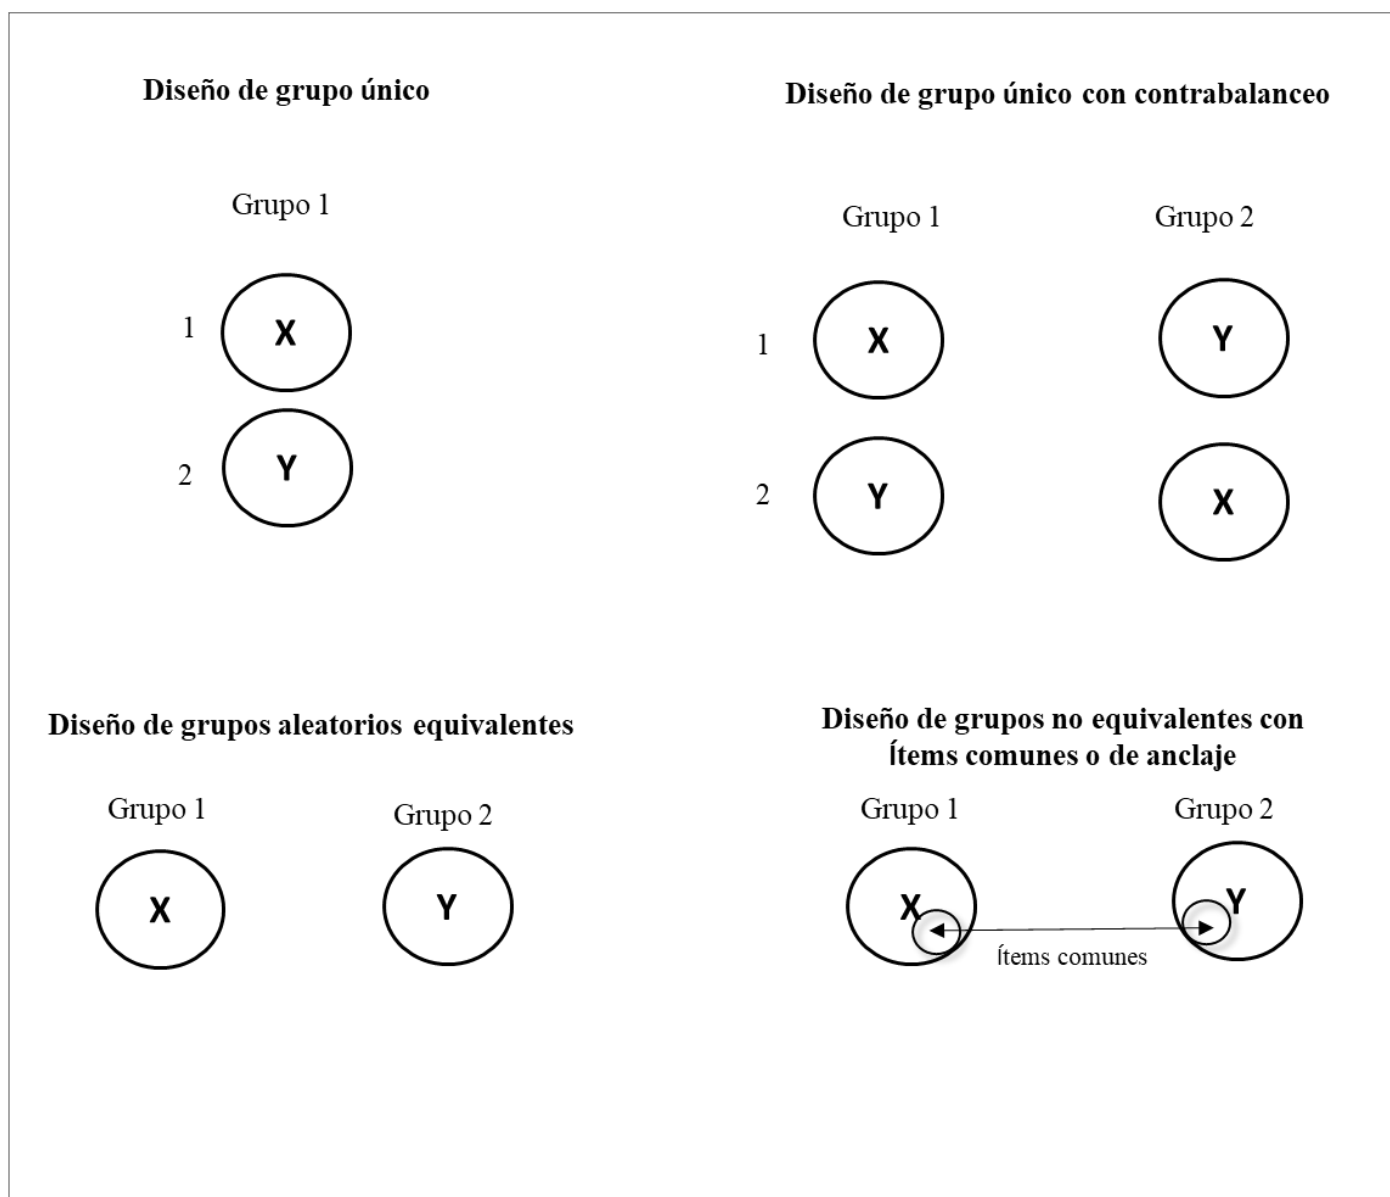 Diseño de grupo único
Grupo 1
1
X
2
Y
Diseño de grupo único con contrabalanceo
Grupo 1
Grupo 2
1
X
Y
2
Y
X
Diseño de grupos aleatorios equivalentes
Grupo 1
Grupo 2
X
Y
Diseño de grupos no equivalentes con
Ítems comunes o de anclaje
Grupo 1
Grupo 2
X
Y
Ítems comunes